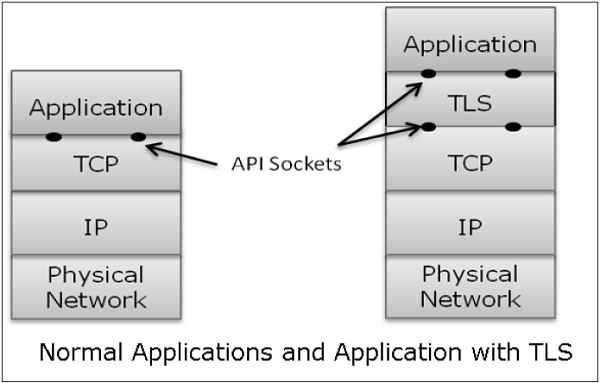 Application
TCP
IP
Physical
Network
API Sockets
Application
TLS
TCP
IP
Physical
Network
Normal Applications and Application with TLS